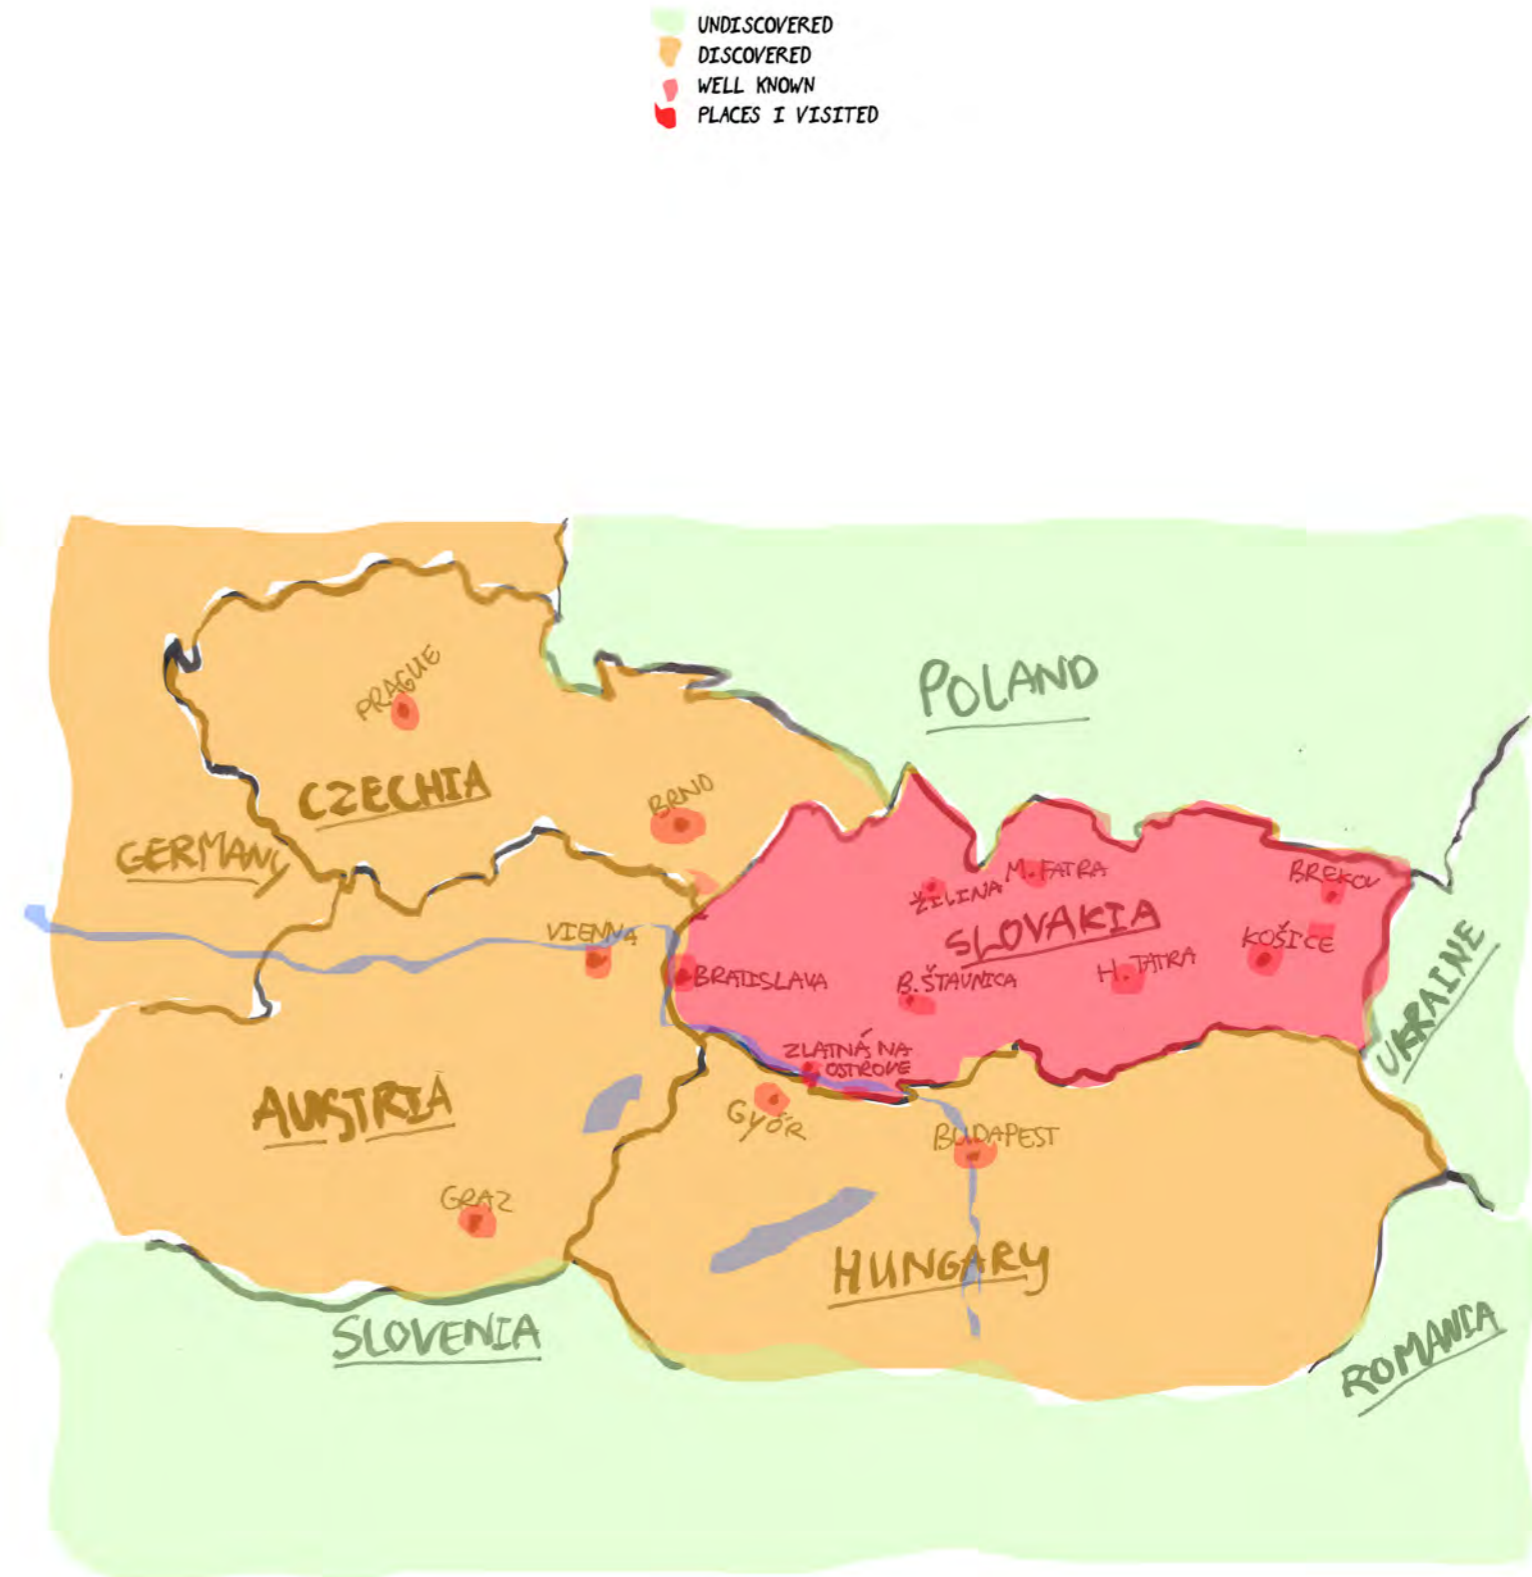 UNDISCOVERED
DISCOVERED
WELL KNOWN
PLACES I VISITED
POLAND
PRAGUE
CZECHIA
BRNO
GERMANY
M. FATRA
BREKOV
ŽILINA
SLOVAKIA
VIENNA
KOŠICE
BRATISLAVA
B. ŠTAVNICA
H. TATRA
UKRAINE
ZLATNÁ NA
OSTROVE
AUSTRIA
GYŐR
BUDAPEST
GRAZ
HUNGARY
SLOVENIA
ROMANIA